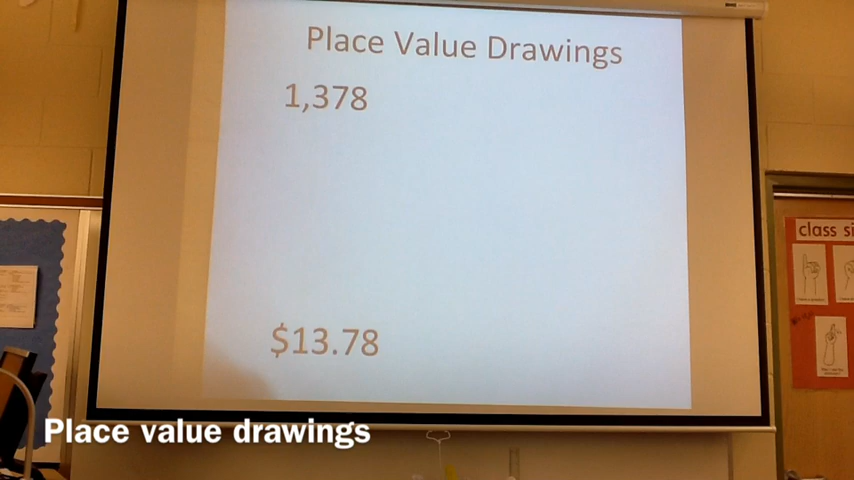 Place Value Drawings
1,378
class si
$13.78
Place value drawings